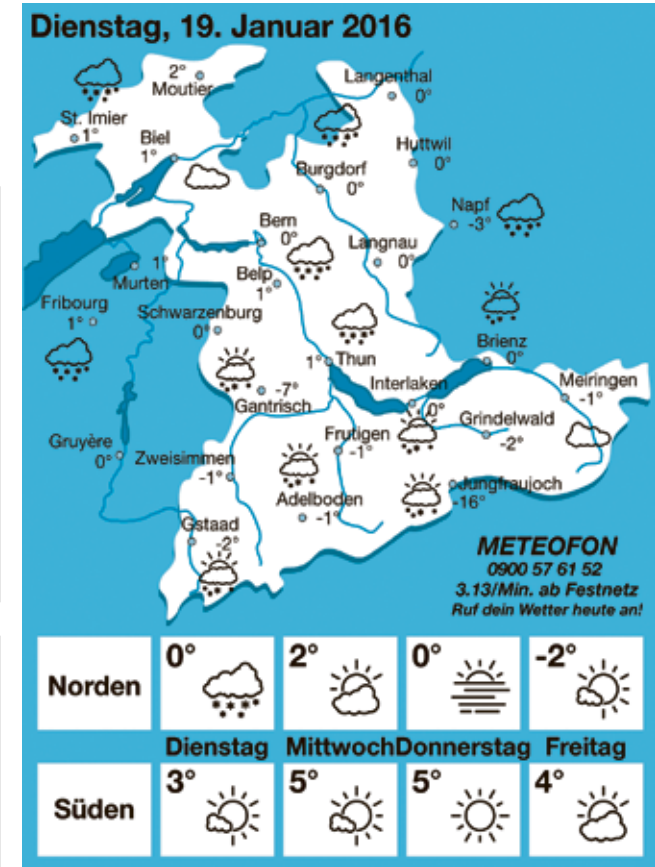 Dienstag, 19. Januar 2016
2°
Moutier
Langenthal
0°
St. Imier
1°
Biel
1°
Huttwil
0°
Burgdorf
0°
Napf
-3°
Bern
0°
Langnau
0°
1°
Murten
Belp
1°
Fribourg
1°
Schwarzenburg
0°
1° Thun
Brienz
0°
-7°
Gantrisch
Interlaken
0°
Meiringen
-1°
Grindelwald
-2°
Gruyère
0°
Zweisimmen
-1°
Frutigen
-1°
Adelboden
-1°
Jungfraujoch
-16°
Gstaad
-2°
METEOFON
0900 57 61 52
3.13/Min. ab Festnetz
Ruf dein Wetter heute an!
Norden 0° 2° 0° -2°
Dienstag Mittwoch Donnerstag Freitag
Süden 3° 5° 5° 4°